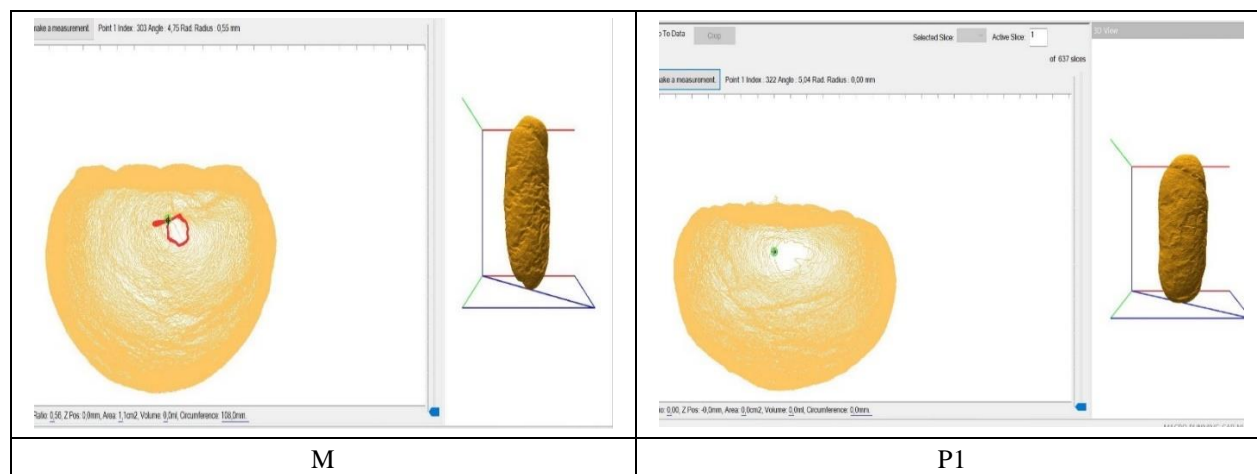 make a measurement. Point 1 Index : 303 Angle : 4,75 Rad. Radius : 0,55 mm
Ratio: 0,56, Z Pos: 0,0mm, Area: 1,1cm2, Volume: 0,0ml, Circumference: 108,0mm.
M
o To Data Crop Selected Slice: Active Slice: 1
of 637 slices
3D View
ake a measurement. Point 1 Index : 322 Angle : 5,04 Rad. Radius : 0,00 mm
io: 0,00, Z Pos: -0,0mm, Area: 0,0cm2, Volume: 0,0ml, Circumference: 0,0mm.
P1